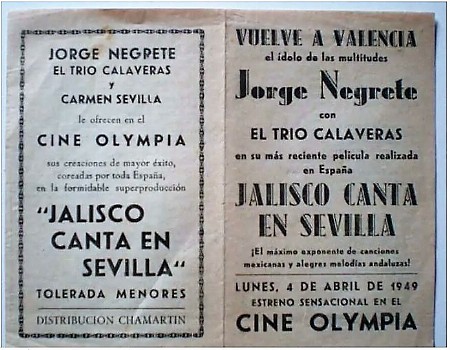 JORGE NEGRETE
EL TRIO CALAVERAS
y
CARMEN SEVILLA
le ofrecen en el
CINE OLYMPIA
sus creaciones de mayor éxito,
coreadas por toda España,
en la formidable superproducción
"JALISCO
CANTA EN
SEVILLA"
TOLERADA MENORES
DISTRIBUCION CHAMARTIN
VUELVE A VALENCIA
el ídolo de las multitudes
Jorge Negrete
con
EL TRIO CALAVERAS
en su más reciente película realizada
en España
JALISCO CANTA
EN SEVILLA
¡El máximo exponente de canciones
mexicanas y alegres melodías andaluzas!
LUNES, 4 DE ABRIL DE 1949
ESTRENO SENSACIONAL EN EL
CINE OLYMPIA